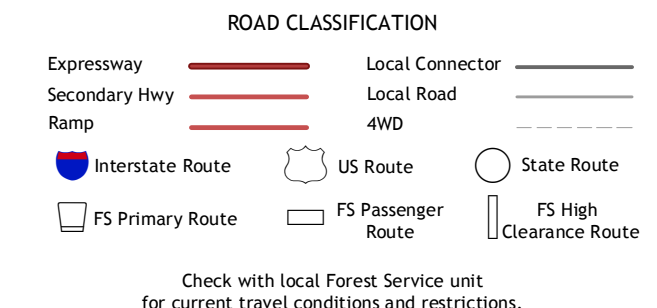 ROAD CLASSIFICATION
Expressway
Local Connector
Secondary Hwy
Local Road
Ramp
4WD
Interstate Route
US Route
State Route
FS Primary Route
FS Passenger
Route
FS High
Clearance Route
Check with local Forest Service unit
for current travel conditions and restrictions.